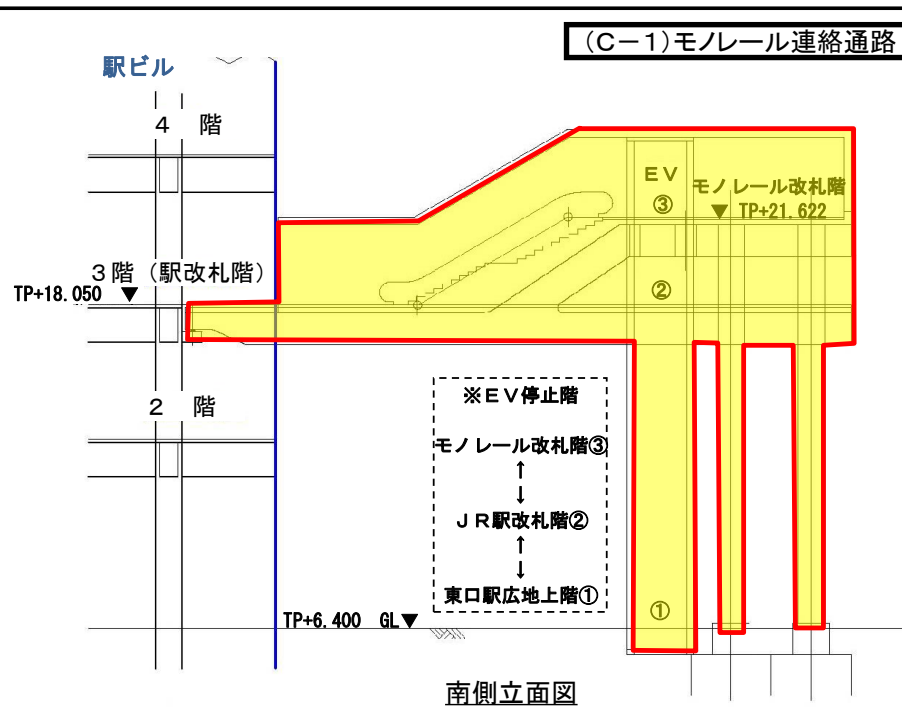 (C-1)モノレール連絡通路
駅ビル
4 階
EV
③
モノレール改札階
▼ TP+21.622
3階(駅改札階)
TP+18.050 ▼
②
2 階
※EV停止階
モノレール改札階③
↑
↓
JR駅改札階②
↑
↓
東口駅広地上階①
①
TP+6.400 GL▼
南側立面図